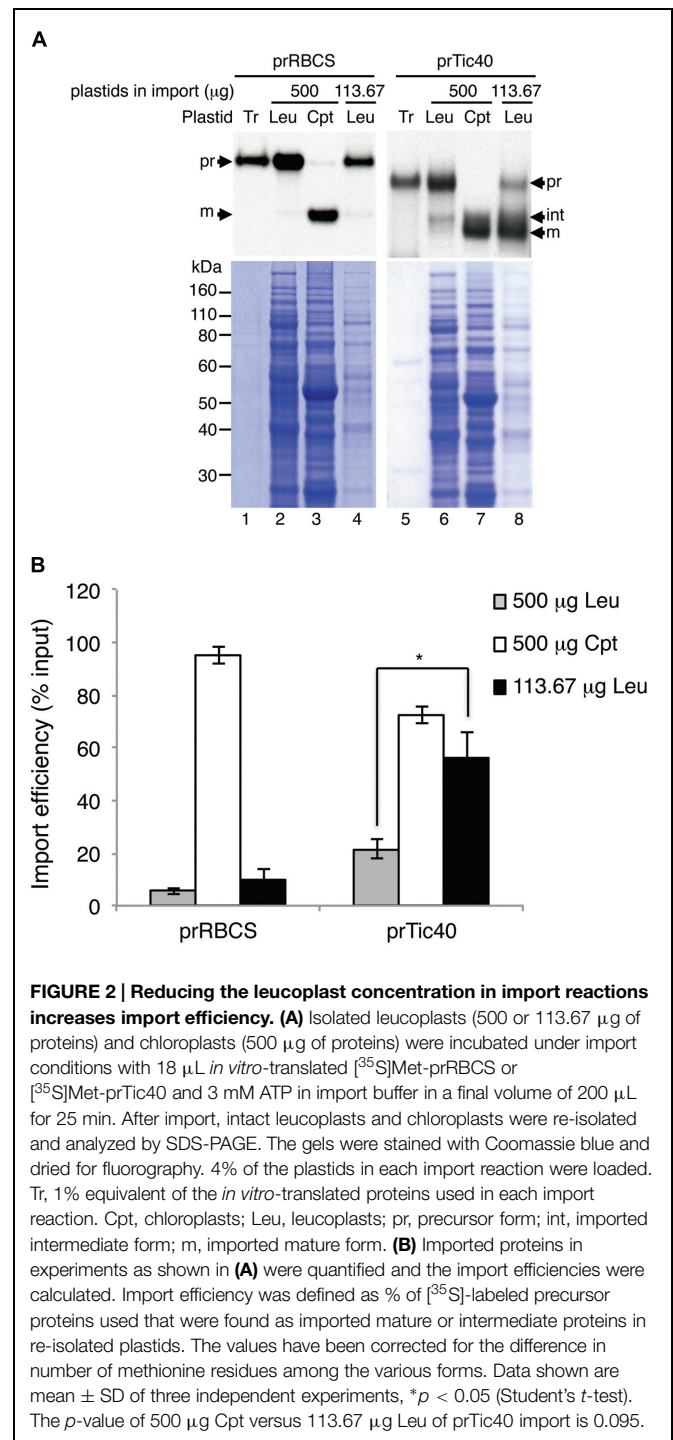 A
prRBCS prTic40
plastids in import (μg) 500 113.67 500 113.67
Plastid Tr Leu Cpt Leu Tr Leu Cpt Leu
pr
pr
m
int
m
kDa
160
110
80
60
50
40
30
1 2 3 4 5 6 7 8
B
Import efficiency (% input)
120
100
80
60
40
20
0
500 μg Leu
500 μg Cpt
113.67 μg Leu
*
prRBCS prTic40
FIGURE 2 | Reducing the leucoplast concentration in import reactions
increases import efficiency. (A) Isolated leucoplasts (500 or 113.67 μg of
proteins) and chloroplasts (500 μg of proteins) were incubated under import
conditions with 18 μL in vitro-translated [³⁵S]Met-prRBCS or
[³⁵S]Met-prTic40 and 3 mM ATP in import buffer in a final volume of 200 μL
for 25 min. After import, intact leucoplasts and chloroplasts were re-isolated
and analyzed by SDS-PAGE. The gels were stained with Coomassie blue and
dried for fluorography. 4% of the plastids in each import reaction were loaded.
Tr, 1% equivalent of the in vitro-translated proteins used in each import
reaction. Cpt, chloroplasts; Leu, leucoplasts; pr, precursor form; int, imported
intermediate form; m, imported mature form. (B) Imported proteins in
experiments as shown in (A) were quantified and the import efficiencies were
calculated. Import efficiency was defined as % of [³⁵S]-labeled precursor
proteins used that were found as imported mature or intermediate proteins in
re-isolated plastids. The values have been corrected for the difference in
number of methionine residues among the various forms. Data shown are
mean ± SD of three independent experiments, *p < 0.05 (Student's t-test).
The p-value of 500 μg Cpt versus 113.67 μg Leu of prTic40 import is 0.095.